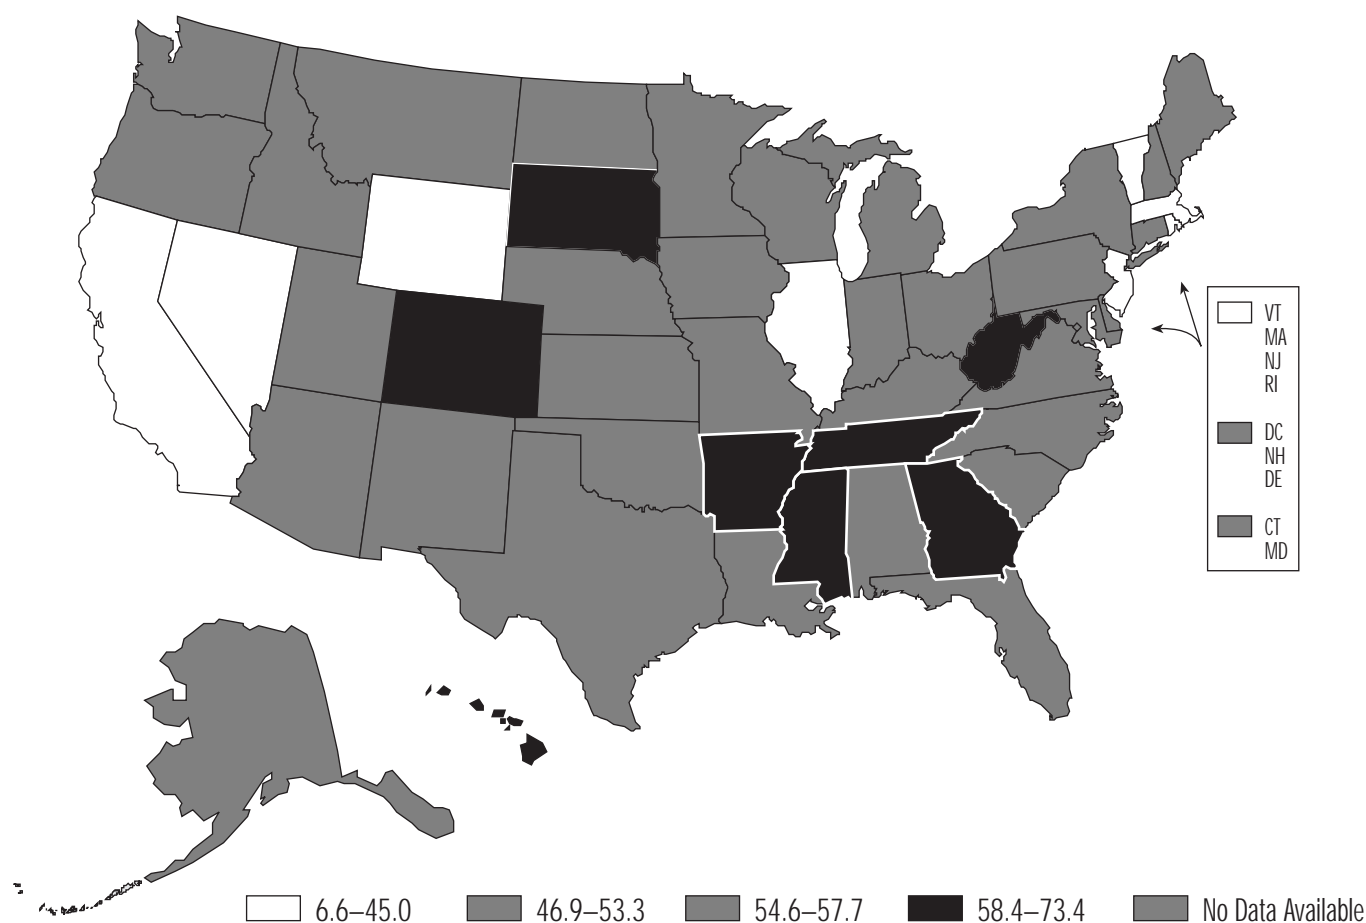 VT
MA
NJ
RI
DC
NH
DE
CT
MD
6.6–45.0
46.9–53.3
54.6–57.7
58.4–73.4
No Data Available